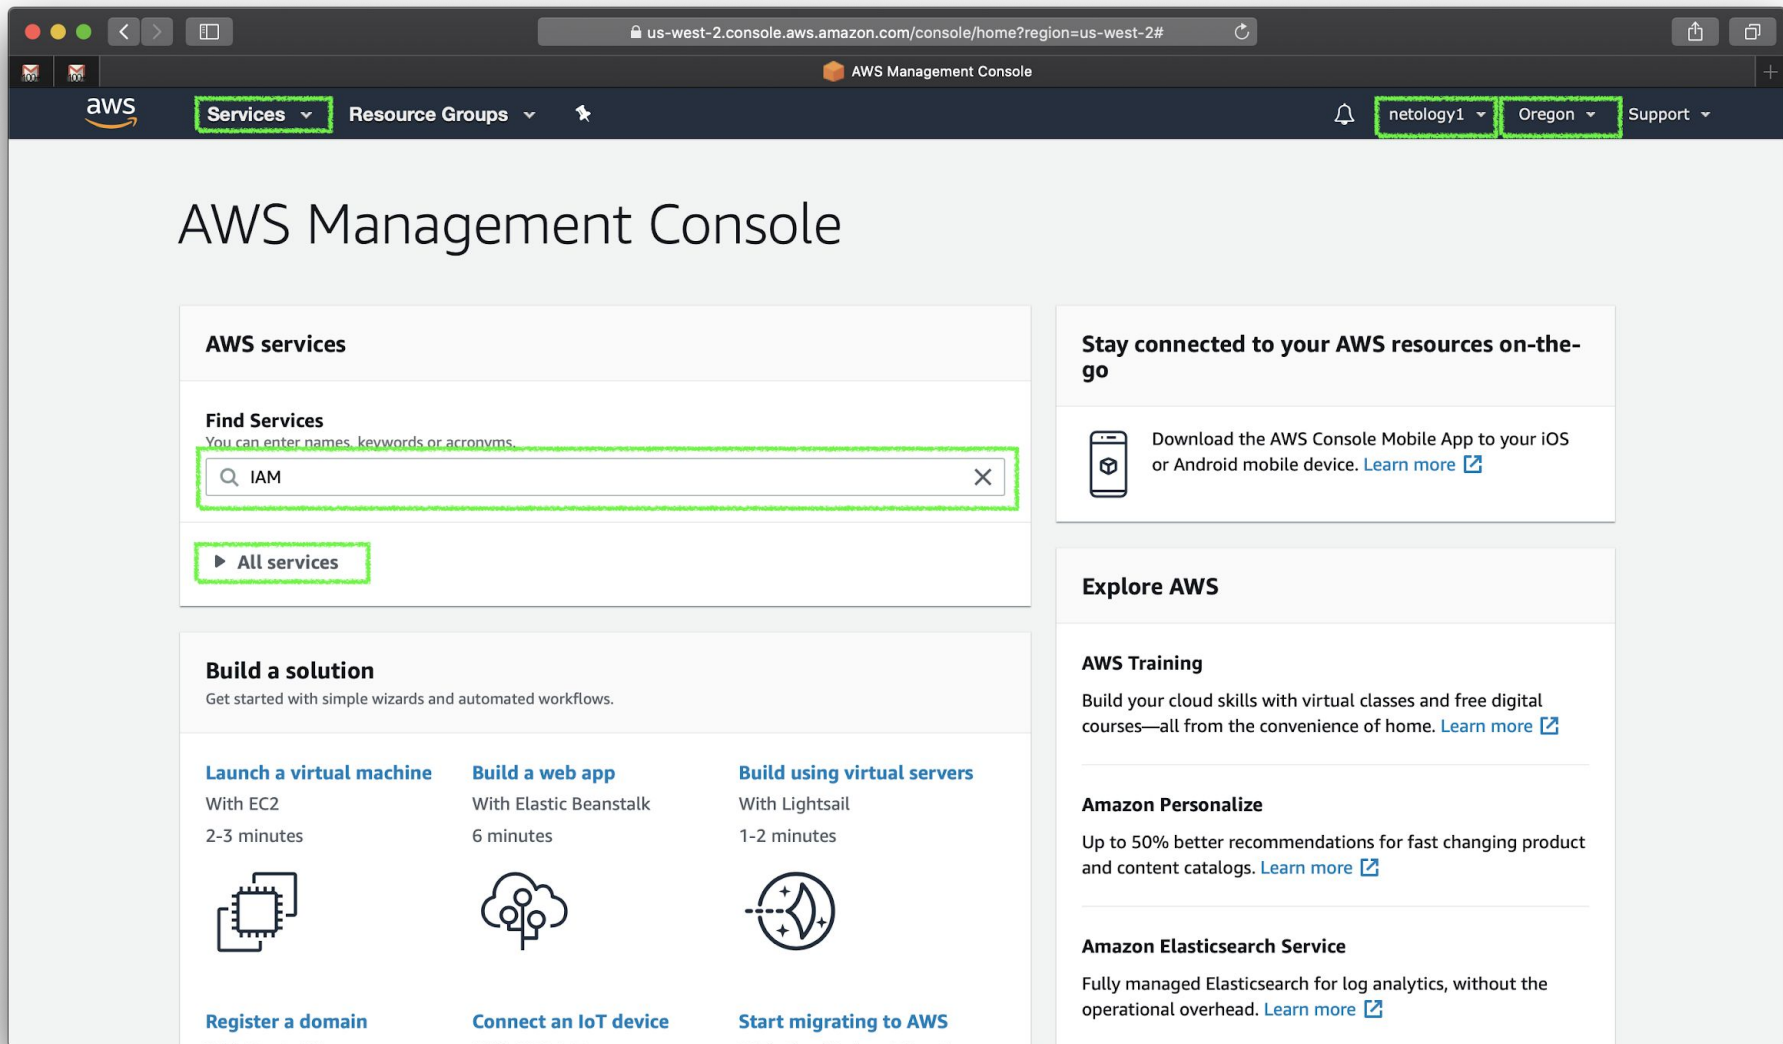 us-west-2.console.aws.amazon.com/console/home?region=us-west-2#
AWS Management Console
aws
Services
Resource Groups
netology1
Oregon
Support
AWS Management Console
AWS services
Find Services
You can enter names, keywords or acronyms.
IAM
All services
Build a solution
Get started with simple wizards and automated workflows.
Launch a virtual machine
With EC2
2-3 minutes
Build a web app
With Elastic Beanstalk
6 minutes
Build using virtual servers
With Lightsail
1-2 minutes
Register a domain
Connect an IoT device
Start migrating to AWS
Stay connected to your AWS resources on-the-
go
Download the AWS Console Mobile App to your iOS
or Android mobile device. Learn more
Explore AWS
AWS Training
Build your cloud skills with virtual classes and free digital
courses—all from the convenience of home. Learn more
Amazon Personalize
Up to 50% better recommendations for fast changing product
and content catalogs. Learn more
Amazon Elasticsearch Service
Fully managed Elasticsearch for log analytics, without the
operational overhead. Learn more